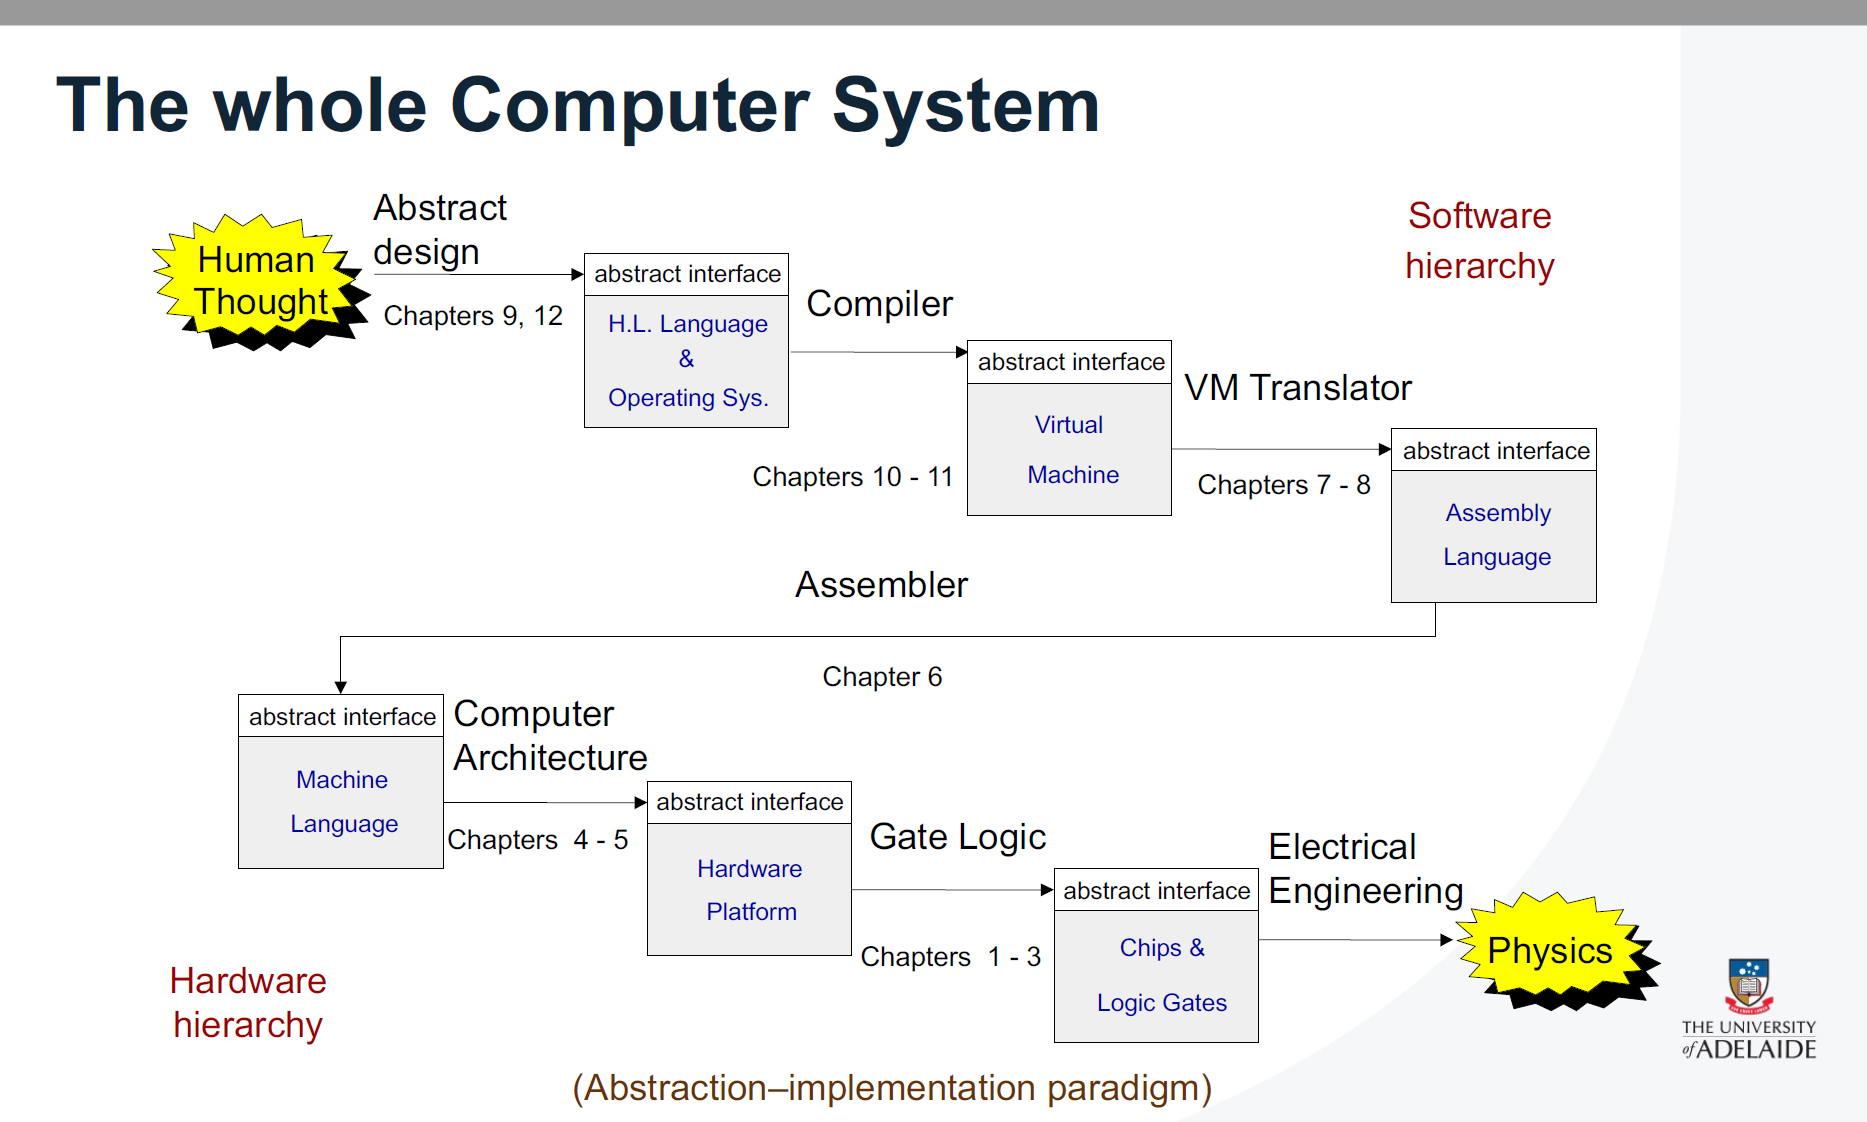 The whole Computer System
Human
Thought
Abstract
design
Chapters 9, 12
abstract interface
H.L. Language
&
Operating Sys.
Compiler
Chapters 10 - 11
abstract interface
Virtual
Machine
VM Translator
Chapters 7 - 8
abstract interface
Assembly
Language
Software
hierarchy
Assembler
Chapter 6
abstract interface
Machine
Language
Computer
Architecture
Chapters 4 - 5
abstract interface
Hardware
Platform
Gate Logic
Chapters 1 - 3
abstract interface
Chips &
Logic Gates
Electrical
Engineering
Physics
Hardware
hierarchy
(Abstraction–implementation paradigm)
THE UNIVERSITY
of ADELAIDE